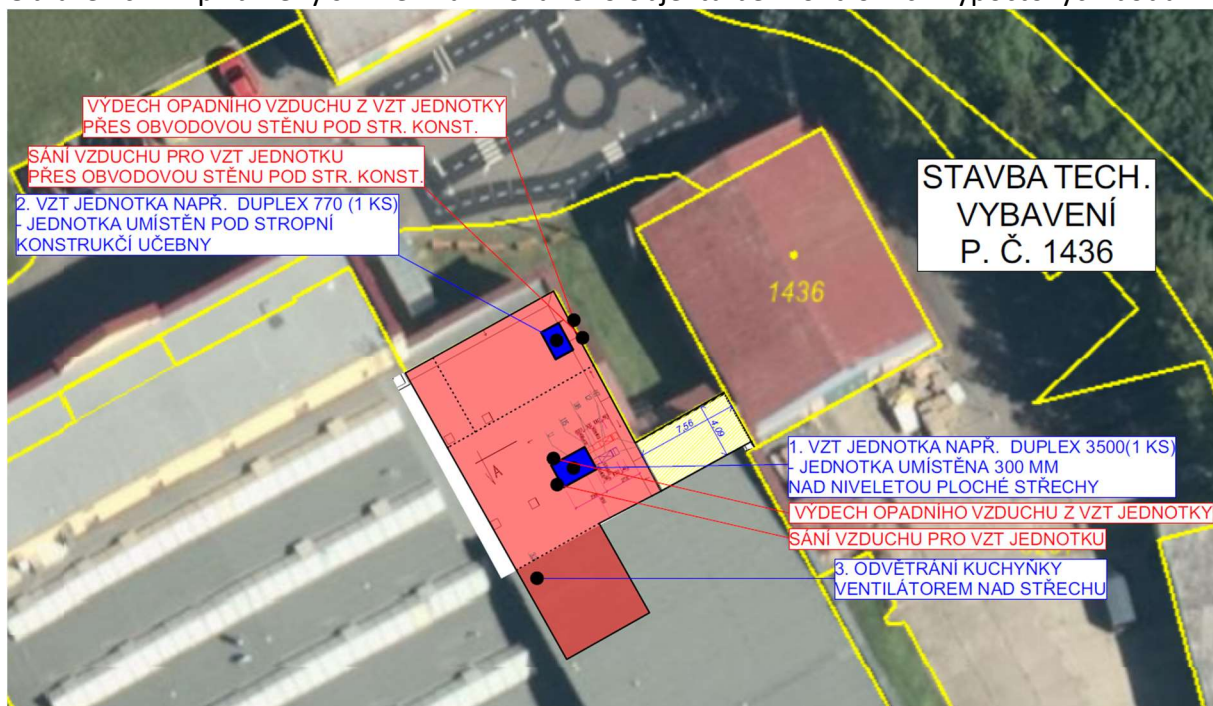 VÝDECH OPADNÍHO VZDUCHU Z VZT JEDNOTKY
PŘES OBVODOVOU STĚNU POD STR. KONST.
SÁNÍ VZDUCHU PRO VZT JEDNOTKU
PŘES OBVODOVOU STĚNU POD STR. KONST.
2. VZT JEDNOTKA NAPŘ. DUPLEX 770 (1 KS)
- JEDNOTKA UMÍSTĚN POD STROPNÍ
KONSTRUKČÍ UČEBNY
STAVBA TECH.
VYBAVENÍ
P. Č. 1436
1436
7,56
4,09
A
1. VZT JEDNOTKA NAPŘ. DUPLEX 3500(1 KS)
- JEDNOTKA UMÍSTĚNA 300 MM
NAD NIVELETOU PLOCHÉ STŘECHY
VÝDECH OPADNÍHO VZDUCHU Z VZT JEDNOTKY
SÁNÍ VZDUCHU PRO VZT JEDNOTKU
3. ODVĚTRÁNÍ KUCHYŇKY
VENTILÁTOREM NAD STŘECHU